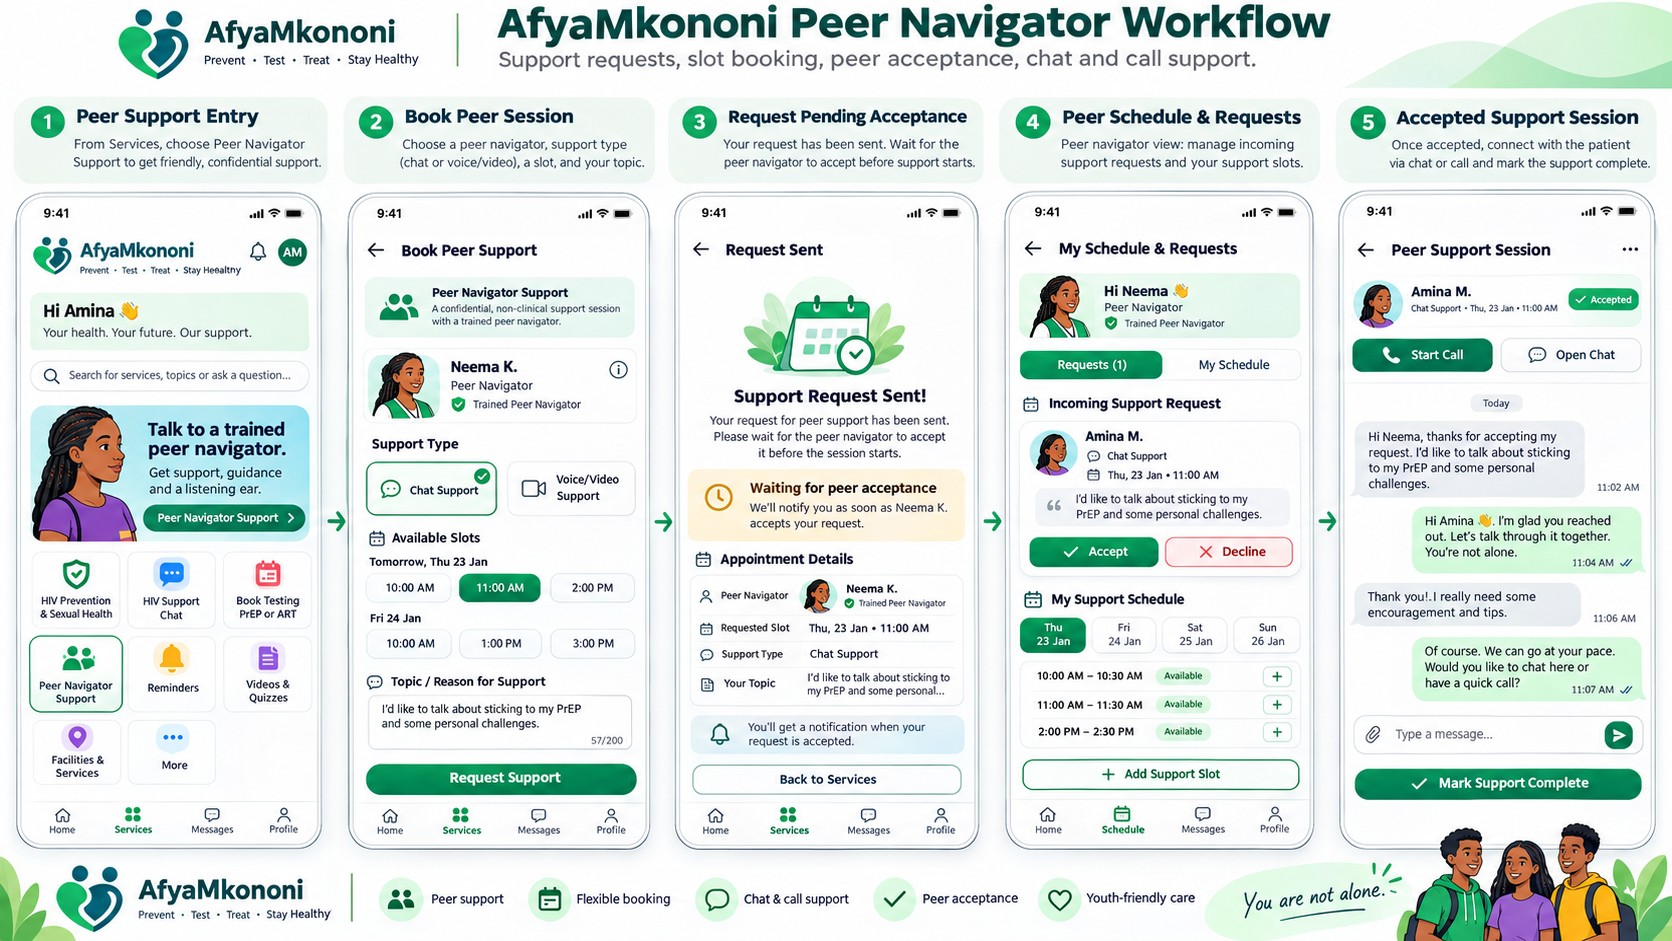 AfyaMkononi
Prevent • Test • Treat • Stay Healthy
AfyaMkononi Peer Navigator Workflow
Support requests, slot booking, peer acceptance, chat and call support.
1 Peer Support Entry
From Services, choose Peer Navigator
Support to get friendly, confidential support.
2 Book Peer Session
Choose a peer navigator, support type
(chat or voice/video), a slot, and your topic.
3 Request Pending Acceptance
Your request has been sent. Wait for the
peer navigator to accept before support starts.
4 Peer Schedule & Requests
Peer navigator view: manage incoming
support requests and your support slots.
5 Accepted Support Session
Once accepted, connect with the patient
via chat or call and mark the support complete.
9:41
AfyaMkononi
Prevent • Test • Treat • Stay Healthy
AM
Hi Amina 👋
Your health. Your future. Our support.
Search for services, topics or ask a question...
Talk to a trained
peer navigator.
Get support, guidance
and a listening ear.
Peer Navigator Support
HIV Prevention
& Sexual Health
HIV Support
Chat
Book Testing
PrEP or ART
Peer Navigator
Support
Reminders
Videos &
Quizzes
Facilities &
Services
More
Home
Services
Messages
Profile
9:41
Book Peer Support
Peer Navigator Support
A confidential, non-clinical support session
with a trained peer navigator.
Neema K.
Peer Navigator
Trained Peer Navigator
Support Type
Chat Support
Voice/Video
Support
Available Slots
Tomorrow, Thu 23 Jan
10:00 AM
11:00 AM
2:00 PM
Fri 24 Jan
10:00 AM
1:00 PM
3:00 PM
Topic / Reason for Support
I'd like to talk about sticking to my PrEP
and some personal challenges.
57/200
Request Support
Home
Services
Messages
Profile
9:41
Request Sent
Support Request Sent!
Your request for peer support has been sent.
Please wait for the peer navigator to accept
it before the session starts.
Waiting for peer acceptance
We'll notify you as soon as Neema K.
accepts your request.
Appointment Details
Peer Navigator
Neema K.
Trained Peer Navigator
Requested Slot
Thu, 23 Jan • 11:00 AM
Support Type
Chat Support
Your Topic
I'd like to talk about sticking to
my PrEP and some personal...
You'll get a notification when your
request is accepted.
Back to Services
Home
Services
Messages
Profile
9:41
My Schedule & Requests
Hi Neema 👋
Peer Navigator
Trained Peer Navigator
Requests (1)
My Schedule
Incoming Support Request
Amina M.
Chat Support
Thu, 23 Jan • 11:00 AM
I'd like to talk about sticking to my
PrEP and some personal challenges.
Accept
Decline
My Support Schedule
Thu
23 Jan
Fri
24 Jan
Sat
25 Jan
Sun
26 Jan
10:00 AM – 10:30 AM Available
11:00 AM – 11:30 AM Available
2:00 PM – 2:30 PM Available
+ Add Support Slot
Home
Schedule
Messages
Profile
9:41
Peer Support Session
Amina M.
Chat Support • Thu, 23 Jan • 11:00 AM
Accepted
Start Call
Open Chat
Today
Hi Neema, thanks for accepting my
request. I'd like to talk about sticking
to my PrEP and some personal
challenges.
11:02 AM
Hi Amina 👋. I'm glad you reached
out. Let's talk through it together.
You're not alone.
11:04 AM
Thank you!. I really need some
encouragement and tips.
11:06 AM
Of course. We can go at your pace.
Would you like to chat here or
have a quick call?
11:07 AM
Type a message...
Mark Support Complete
AfyaMkononi
Prevent • Test • Treat • Stay Healthy
Peer support
Flexible booking
Chat & call support
Peer acceptance
Youth-friendly care
You are not alone.